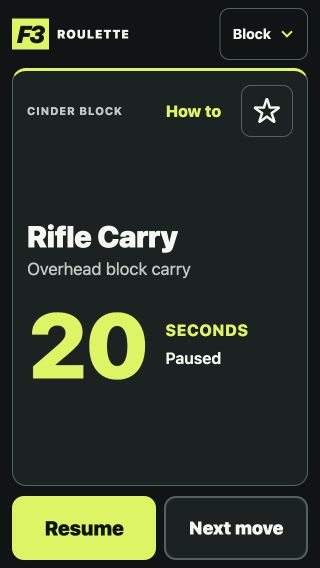 F3 ROULETTE
Block
CINDER BLOCK
How to
Rifle Carry
Overhead block carry
20
SECONDS
Paused
Resume
Next move